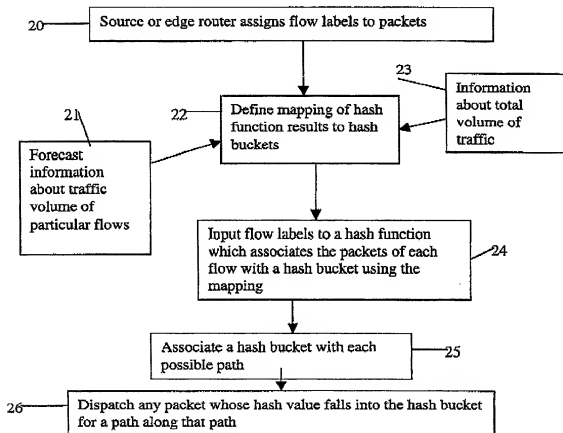 20
Source or edge router assigns flow labels to packets
23
Information
about total
volume of
traffic
22
Define mapping of hash
function results to hash
buckets
21
Forecast
information
about traffic
volume of
particular flows
Input flow labels to a hash function
which associates the packets of each
flow with a hash bucket using the
mapping
24
Associate a hash bucket with each
possible path
25
26
Dispatch any packet whose hash value falls into the hash bucket
for a path along that path